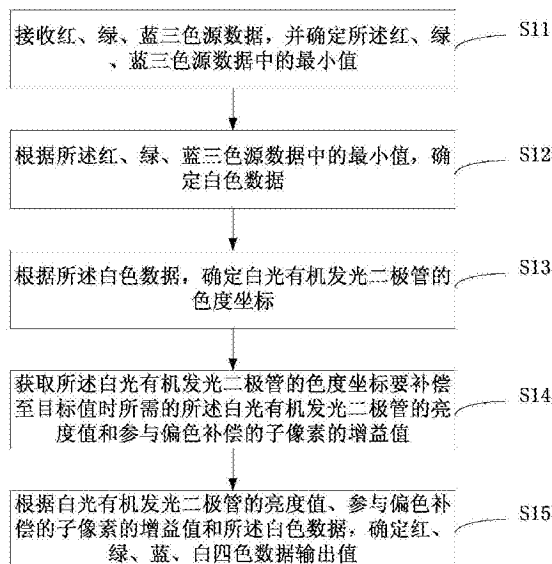 接收红、绿、蓝三色源数据，并确定所述红、绿
、蓝三色源数据中的最小值
S11
根据所述红、绿、蓝三色源数据中的最小值，确
定白色数据
S12
根据所述白色数据，确定白光有机发光二极管的
色度坐标
S13
获取所述白光有机发光二极管的色度坐标要补偿
至目标值时所需的所述白光有机发光二极管的亮
度值和参与偏色补偿的子像素的增益值
S14
根据白光有机发光二极管的亮度值、参与偏色补
偿的子像素的增益值和所述白色数据，确定红、
绿、蓝、白四色数据输出值
S15